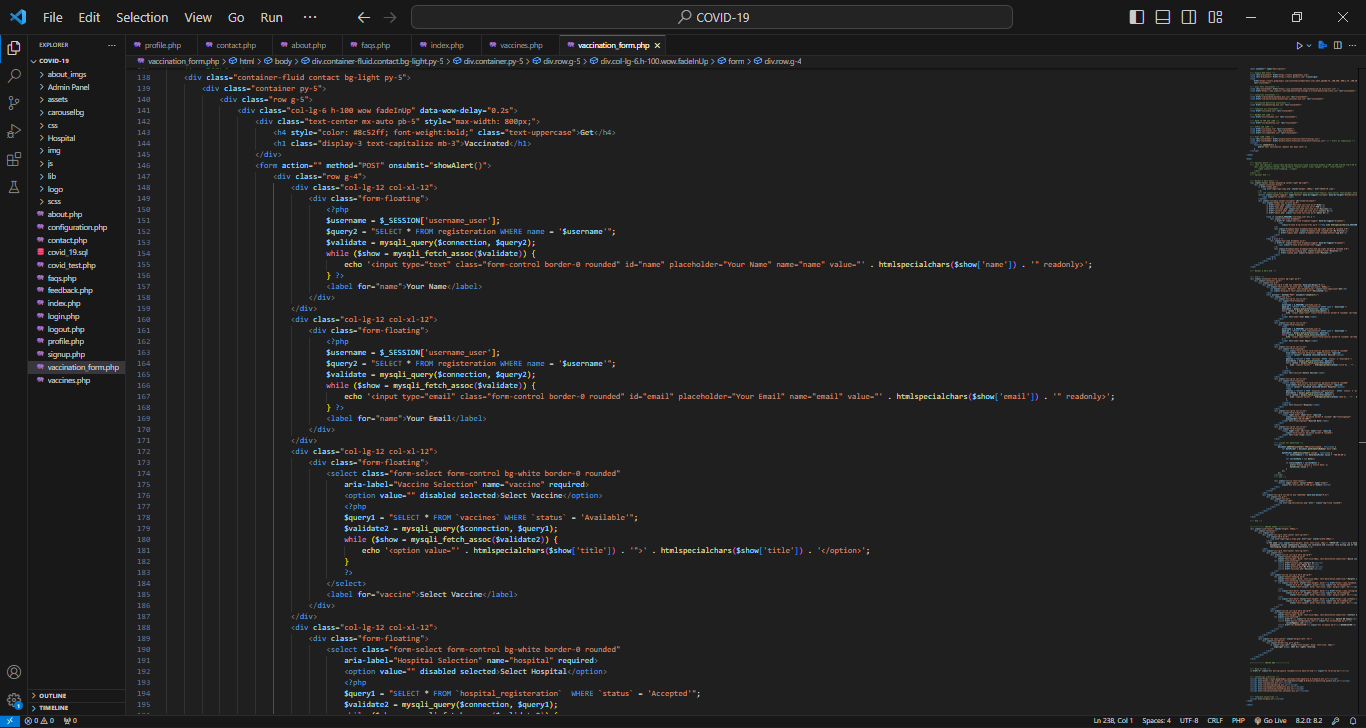 File Edit Selection View Go Run ··· COVID-19
EXPLORER ···
profile.php contact.php about.php faqs.php index.php vaccines.php vaccination_form.php
COVID-19
vaccination_form.php > html > body > div.container-fluid.contact.bg-light.py-5 > div.container.py-5 > div.row.g-5 > div.col-lg-6.h-100.wow.fadeInUp > form > div.row.g-4
about_imgs
Admin Panel
assets
carouselbg
css
Hospital
img
js
lib
logo
scss
about.php
configuration.php
contact.php
covid_19.sql
covid_test.php
faqs.php
feedback.php
index.php
login.php
logout.php
profile.php
signup.php
vaccination_form.php
vaccines.php
OUTLINE
TIMELINE
138 <div class="container-fluid contact bg-light py-5">
139 <div class="container py-5">
140 <div class="row g-5">
141 <div class="col-lg-6 h-100 wow fadeInUp" data-wow-delay="0.2s">
142 <div class="text-center mx-auto pb-5" style="max-width: 800px;">
143 <h4 style="color: #8c52ff; font-weight:bold;" class="text-uppercase">Get</h4>
144 <h1 class="display-3 text-capitalize mb-3">Vaccinated</h1>
145 </div>
146 <form action="" method="POST" onsubmit="showAlert()">
147 <div class="row g-4">
148 <div class="col-lg-12 col-xl-12">
149 <div class="form-floating">
150 <?php
151 $username = $_SESSION['username_user'];
152 $query2 = "SELECT * FROM registeration WHERE name = '$username'";
153 $validate = mysqli_query($connection, $query2);
154 while ($show = mysqli_fetch_assoc($validate)) {
155 echo '<input type="text" class="form-control border-0 rounded" id="name" placeholder="Your Name" name="name" value="' . htmlspecialchars($show['name']) . '" readonly>';
156 } ?>
157 <label for="name">Your Name</label>
158 </div>
159 </div>
160 <div class="col-lg-12 col-xl-12">
161 <div class="form-floating">
162 <?php
163 $username = $_SESSION['username_user'];
164 $query2 = "SELECT * FROM registeration WHERE name = '$username'";
165 $validate = mysqli_query($connection, $query2);
166 while ($show = mysqli_fetch_assoc($validate)) {
167 echo '<input type="email" class="form-control border-0 rounded" id="email" placeholder="Your Email" name="email" value="' . htmlspecialchars($show['email']) . '" readonly>';
168 } ?>
169 <label for="name">Your Email</label>
170 </div>
171 </div>
172 <div class="col-lg-12 col-xl-12">
173 <div class="form-floating">
174 <select class="form-select form-control bg-white border-0 rounded"
175 aria-label="Vaccine Selection" name="vaccine" required>
176 <option value="" disabled selected>Select Vaccine</option>
177 <?php
178 $query1 = "SELECT * FROM `vaccines` WHERE `status` = 'Available'";
179 $validate2 = mysqli_query($connection, $query1);
180 while ($show = mysqli_fetch_assoc($validate2)) {
181 echo '<option value="' . htmlspecialchars($show['title']) . '">' . htmlspecialchars($show['title']) . '</option>';
182 }
183 ?>
184 </select>
185 <label for="vaccine">Select Vaccine</label>
186 </div>
187 </div>
188 <div class="col-lg-12 col-xl-12">
189 <div class="form-floating">
190 <select class="form-select form-control bg-white border-0 rounded"
191 aria-label="Hospital Selection" name="hospital" required>
192 <option value="" disabled selected>Select Hospital</option>
193 <?php
194 $query1 = "SELECT * FROM `hospital_registeration` WHERE `status` = 'Accepted'";
195 $validate2 = mysqli_query($connection, $query1);
0 0 0 Ln 238, Col 1 Spaces: 4 UTF-8 CRLF PHP Go Live 8.2.0: 8.2